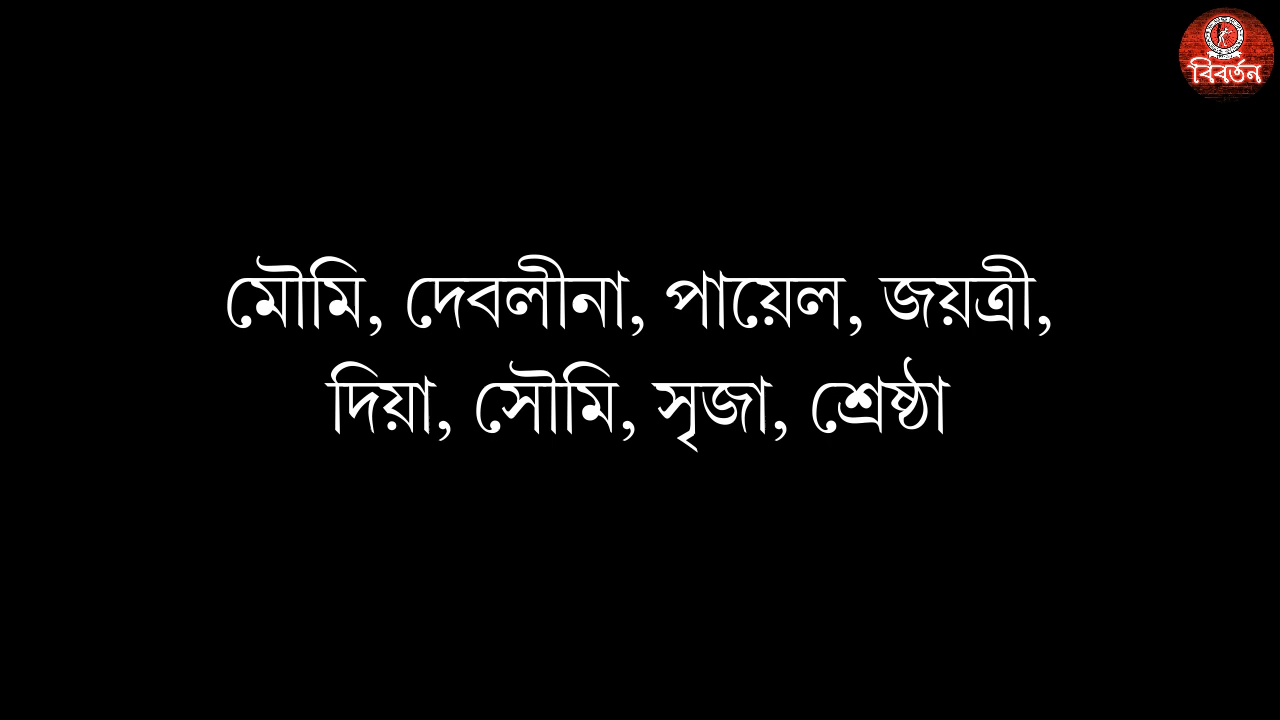 বিবর্তন
মৌমি, দেবলীনা, পায়েল, জয়ত্রী,
দিয়া, সৌমি, সৃজা, শ্রেষ্ঠা